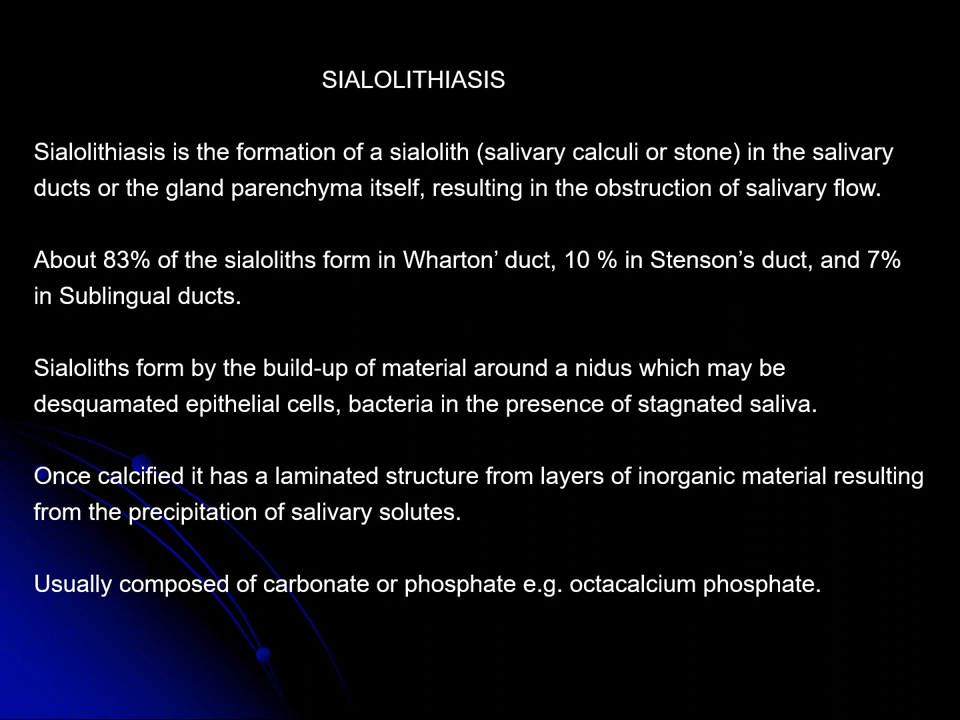 SIALOLITHIASIS
Sialolithiasis is the formation of a sialolith (salivary calculi or stone) in the salivary
ducts or the gland parenchyma itself, resulting in the obstruction of salivary flow.
About 83% of the sialoliths form in Wharton’ duct, 10 % in Stenson’s duct, and 7%
in Sublingual ducts.
Sialoliths form by the build-up of material around a nidus which may be
desquamated epithelial cells, bacteria in the presence of stagnated saliva.
Once calcified it has a laminated structure from layers of inorganic material resulting
from the precipitation of salivary solutes.
Usually composed of carbonate or phosphate e.g. octacalcium phosphate.